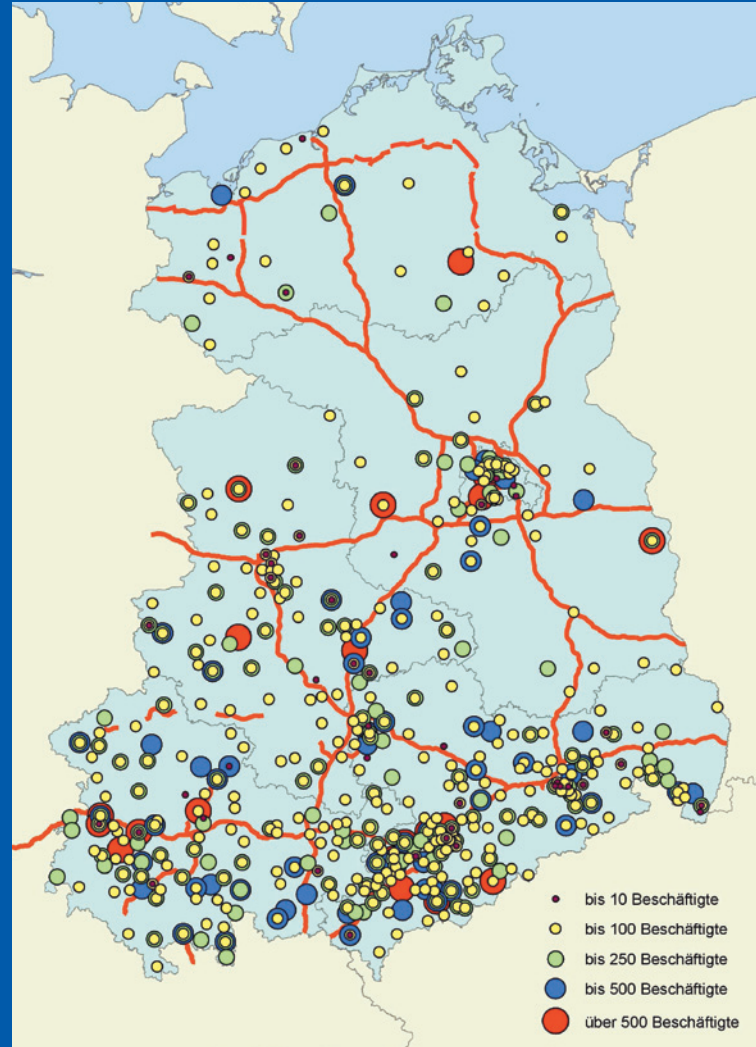 bis 10 Beschäftigte
bis 100 Beschäftigte
bis 250 Beschäftigte
bis 500 Beschäftigte
über 500 Beschäftigte